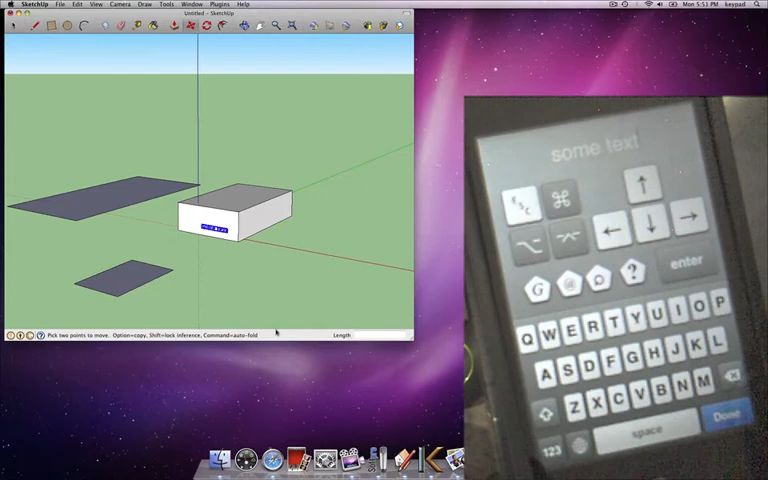 SketchUp File Edit View Camera Draw Tools Window Plugins Help
Mon 5:51 PM keypad
Untitled - SketchUp
Pick two points to move. Option=copy, Shift=lock inference, Command=auto-fold
Length
some text
esc
G @ ?
enter
Q W E R T Y U I O P
A S D F G H J K L
Z X C V B N M
123 space Done